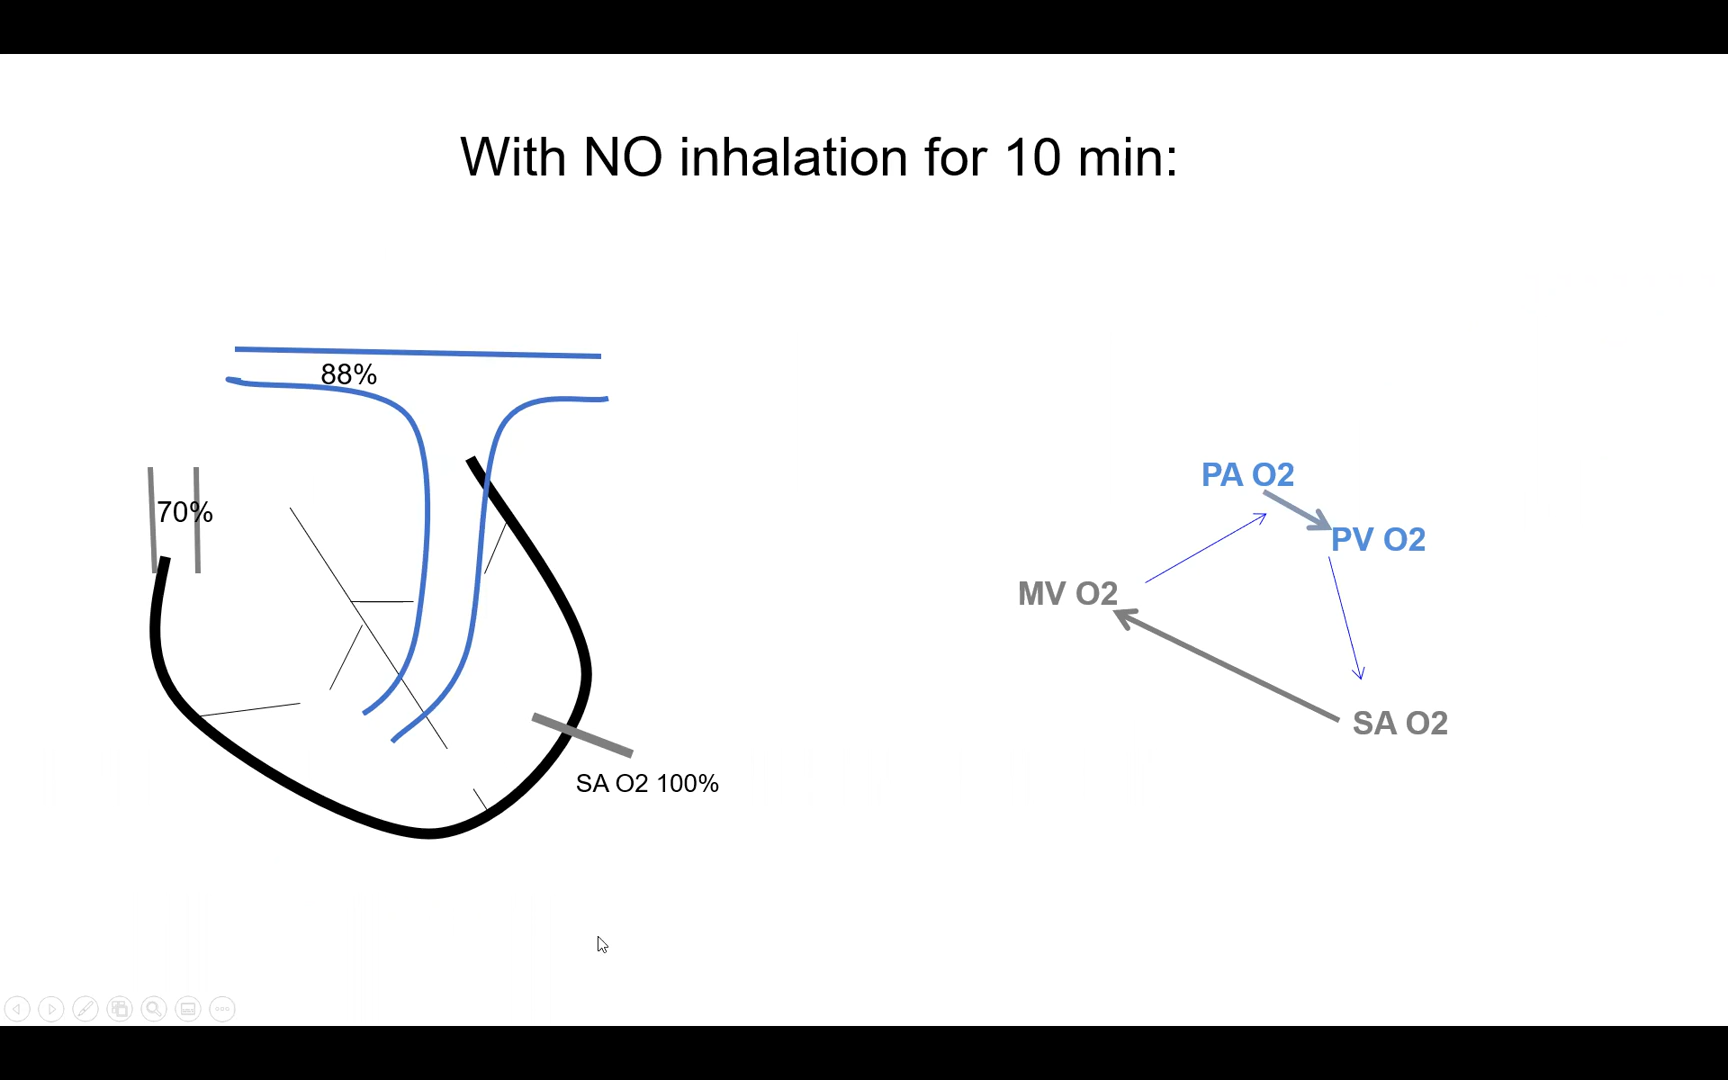 With NO inhalation for 10 min:
88%
70%
SA O2 100%
PA O2
PV O2
MV O2
SA O2